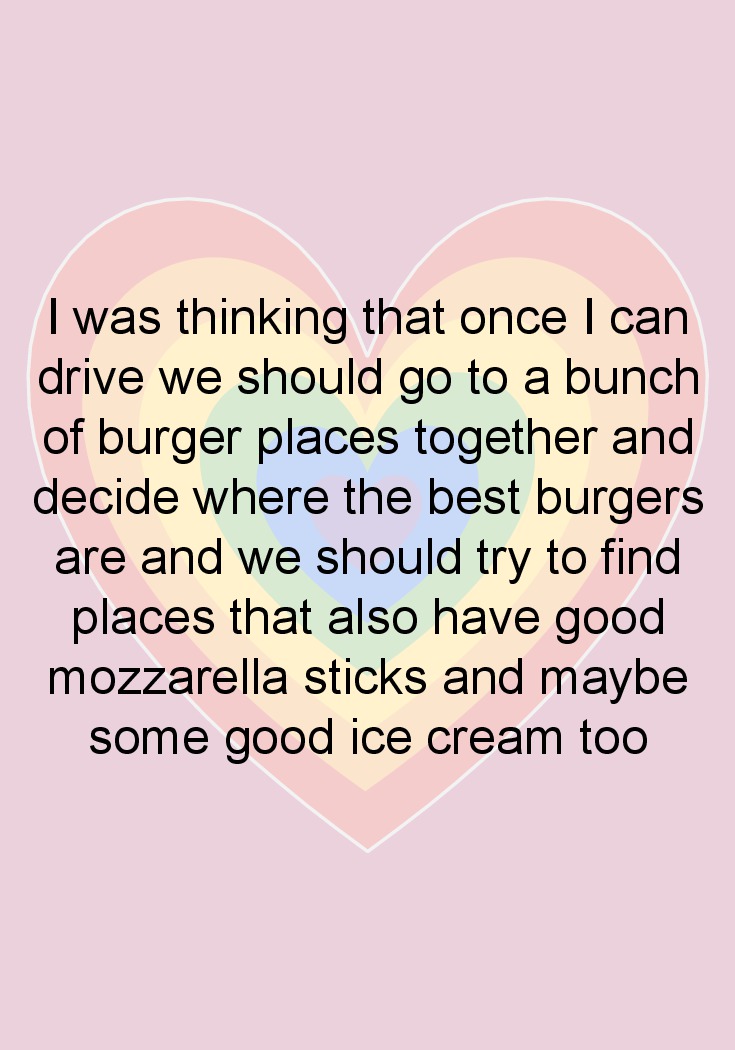 I was thinking that once I can
drive we should go to a bunch
of burger places together and
decide where the best burgers
are and we should try to find
places that also have good
mozzarella sticks and maybe
some good ice cream too